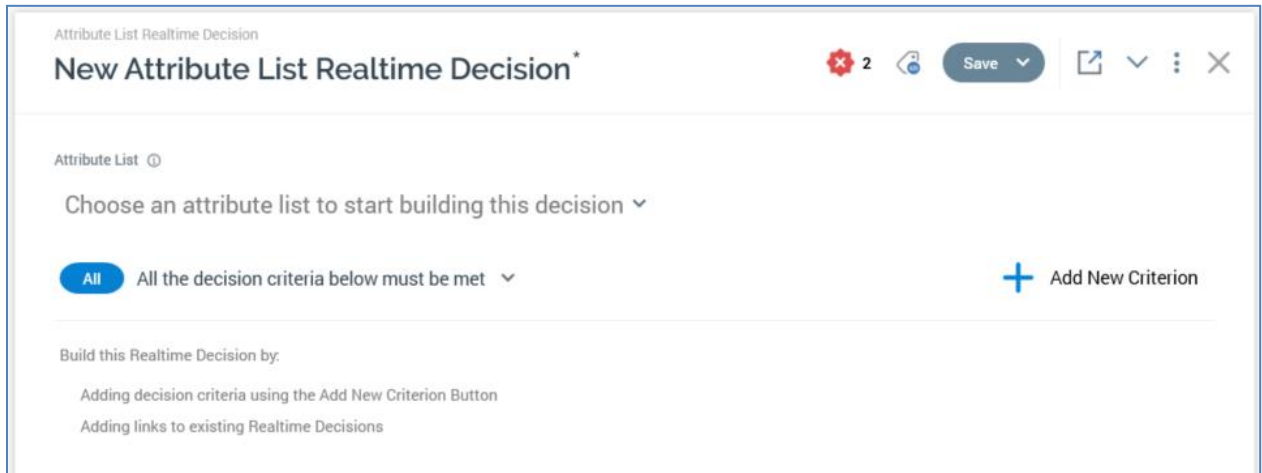 Attribute List Realtime Decision
New Attribute List Realtime Decision*
2 Save
Attribute List
Choose an attribute list to start building this decision
All All the decision criteria below must be met Add New Criterion
Build this Realtime Decision by:
Adding decision criteria using the Add New Criterion Button
Adding links to existing Realtime Decisions